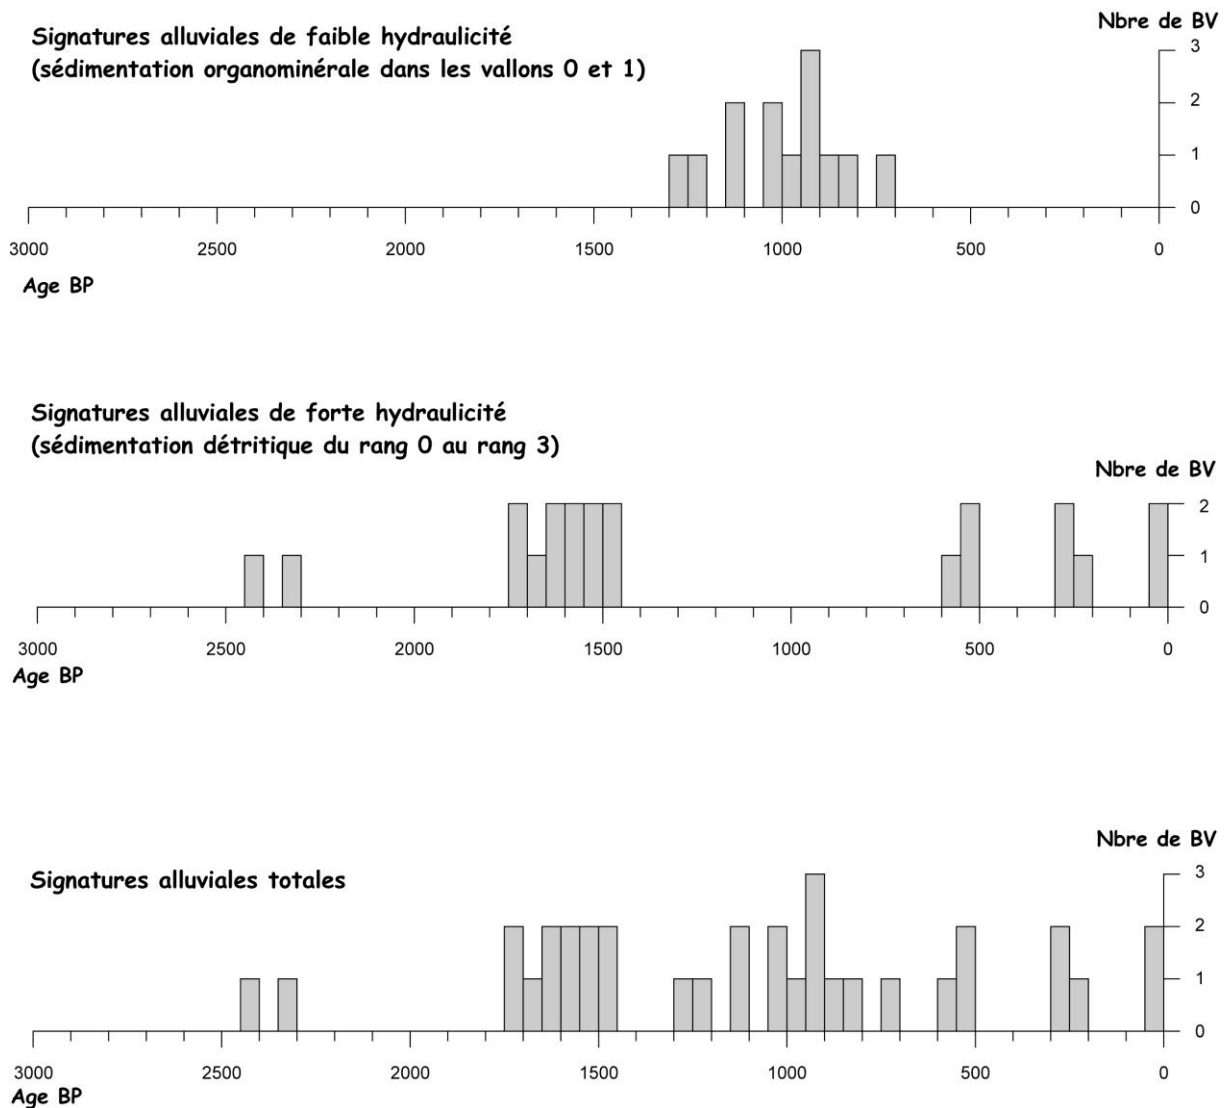 Signatures alluviales de faible hydraulicité
(sédimentation organominérale dans les vallons 0 et 1)
Nbre de BV
3
2
1
0
3000 2500 2000 1500 1000 500 0
Age BP
Signatures alluviales de forte hydraulicité
(sédimentation détritique du rang 0 au rang 3)
Nbre de BV
2
1
0
3000 2500 2000 1500 1000 500 0
Age BP
Nbre de BV
Signatures alluviales totales
3
2
1
0
3000 2500 2000 1500 1000 500 0
Age BP